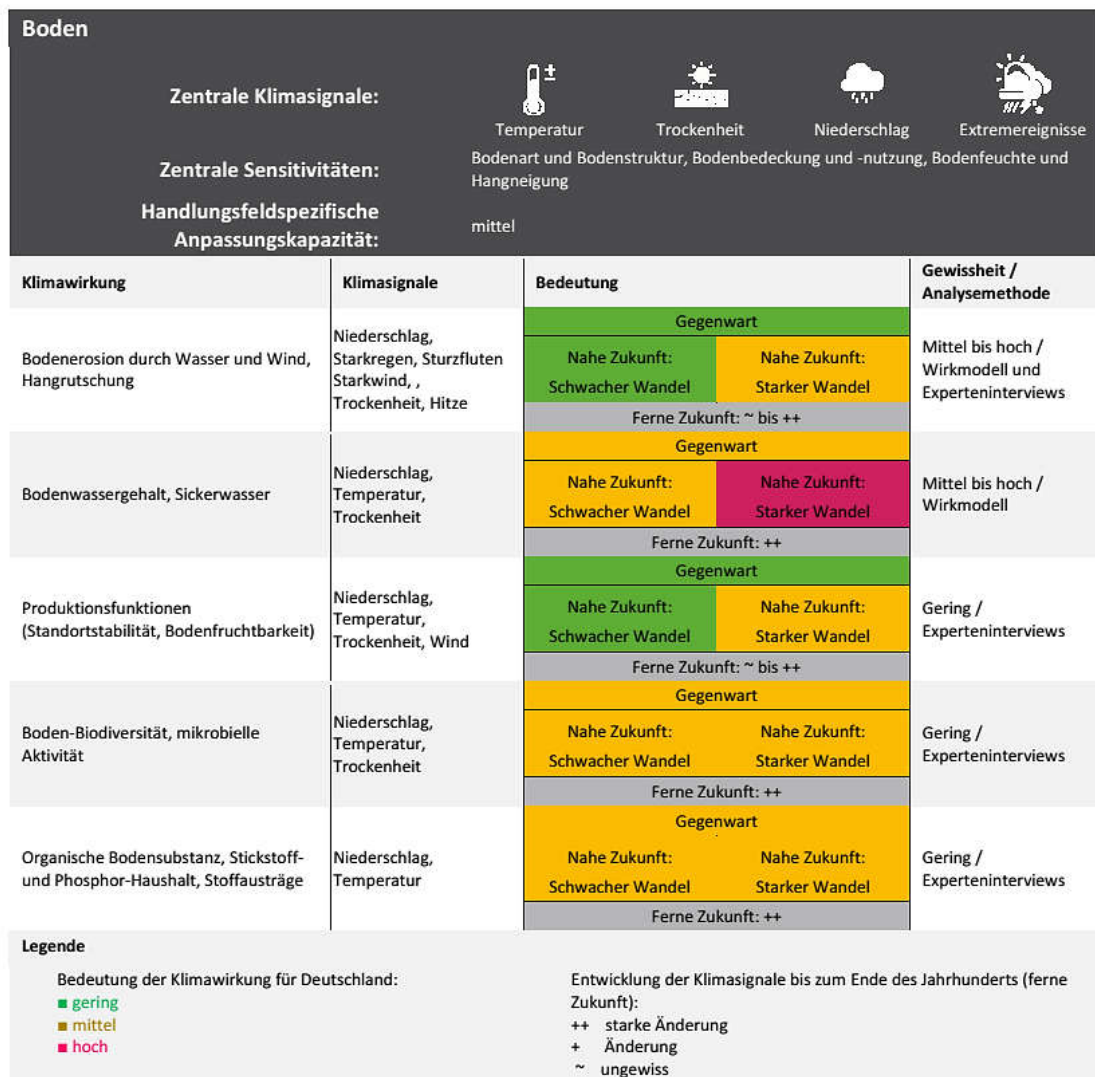 Boden
Zentrale Klimasignale:
Temperatur
Trockenheit
Niederschlag
Extremereignisse
Zentrale Sensitivitäten:
Bodenart und Bodenstruktur, Bodenbedeckung und -nutzung, Bodenfeuchte und
Hangneigung
Handlungsfeldspezifische
Anpassungskapazität:
mittel
Klimawirkung
Klimasignale
Bedeutung
Gewissheit /
Analysemethode
Bodenerosion durch Wasser und Wind,
Hangrutschung
Niederschlag,
Starkregen, Sturzfluten
Starkwind, ,
Trockenheit, Hitze
Gegenwart
Nahe Zukunft:
Schwacher Wandel
Nahe Zukunft:
Starker Wandel
Ferne Zukunft: ~ bis ++
Mittel bis hoch /
Wirkmodell und
Experteninterviews
Bodenwassergehalt, Sickerwasser
Niederschlag,
Temperatur,
Trockenheit
Gegenwart
Nahe Zukunft:
Schwacher Wandel
Nahe Zukunft:
Starker Wandel
Ferne Zukunft: ++
Mittel bis hoch /
Wirkmodell
Produktionsfunktionen
(Standortstabilität, Bodenfruchtbarkeit)
Niederschlag,
Temperatur,
Trockenheit, Wind
Gegenwart
Nahe Zukunft:
Schwacher Wandel
Nahe Zukunft:
Starker Wandel
Ferne Zukunft: ~ bis ++
Gering /
Experteninterviews
Boden-Biodiversität, mikrobielle
Aktivität
Niederschlag,
Temperatur,
Trockenheit
Gegenwart
Nahe Zukunft:
Schwacher Wandel
Nahe Zukunft:
Starker Wandel
Ferne Zukunft: ++
Gering /
Experteninterviews
Organische Bodensubstanz, Stickstoff-
und Phosphor-Haushalt, Stoffausträge
Niederschlag,
Temperatur
Gegenwart
Nahe Zukunft:
Schwacher Wandel
Nahe Zukunft:
Starker Wandel
Ferne Zukunft: ++
Gering /
Experteninterviews
Legende
Bedeutung der Klimawirkung für Deutschland:
gering
mittel
hoch
Entwicklung der Klimasignale bis zum Ende des Jahrhunderts (ferne
Zukunft):
++ starke Änderung
+ Änderung
~ ungewiss